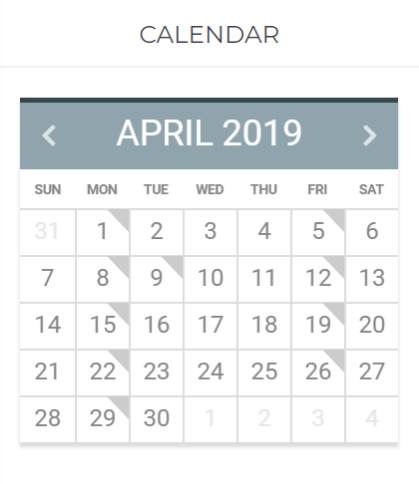 CALENDAR
APRIL 2019
SUN MON TUE WED THU FRI SAT
31 1 2 3 4 5 6
7 8 9 10 11 12 13
14 15 16 17 18 19 20
21 22 23 24 25 26 27
28 29 30 1 2 3 4